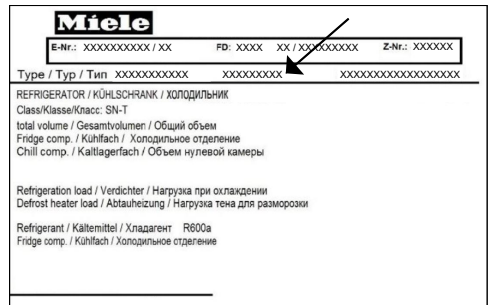 Miele
E-Nr.: XXXXXXXXXX / XX FD: XXXX XX / XXXXXXXXX Z-Nr.: XXXXXX
Type / Typ / Тип XXXXXXXXXXX XXXXXXXXX XXXXXXXXXXXXXXXXXX
REFRIGERATOR / KÜHLSCHRANK / ХОЛОДИЛЬНИК
Class/Klasse/Класс: SN-T
total volume / Gesamtvolumen / Общий объем
Fridge comp. / Kühlfach / Холодильное отделение
Chill comp. / Kaltlagerfach / Объем нулевой камеры
Refrigeration load / Verdichter / Нагрузка при охлаждении
Defrost heater load / Abtauheizung / Нагрузка тена для разморозки
Refrigerant / Kältemittel / Хладагент R600a
Fridge comp. / Kühlfach / Холодильное отделение